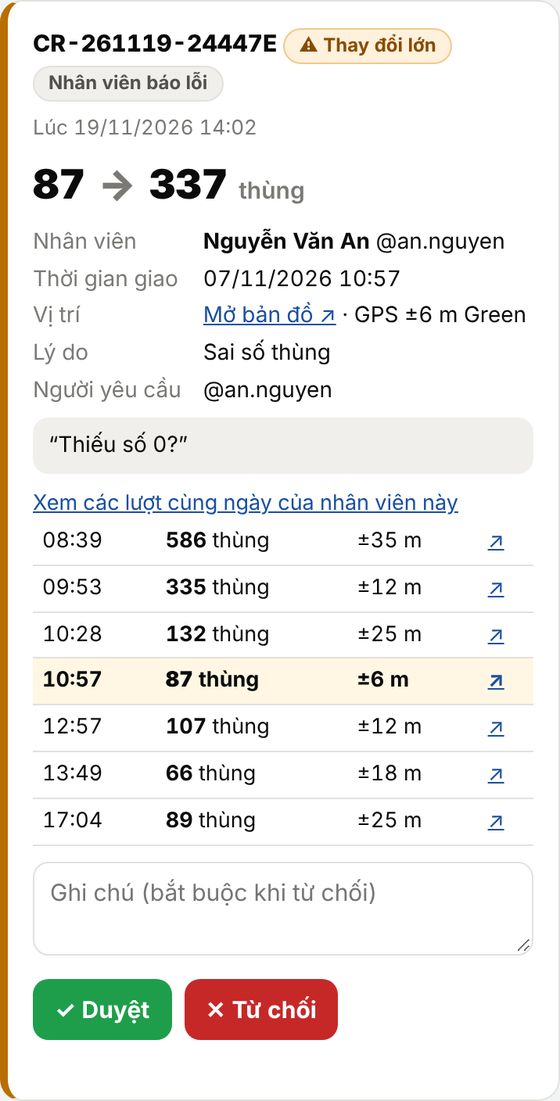 CR-261119-24447E ⚠ Thay đổi lớn
Nhân viên báo lỗi
Lúc 19/11/2026 14:02
87 → 337 thùng
Nhân viên Nguyễn Văn An @an.nguyen
Thời gian giao 07/11/2026 10:57
Vị trí Mở bản đồ ↗ · GPS ±6 m Green
Lý do Sai số thùng
Người yêu cầu @an.nguyen
“Thiếu số 0?”
Xem các lượt cùng ngày của nhân viên này
08:39 586 thùng ±35 m ↗
09:53 335 thùng ±12 m ↗
10:28 132 thùng ±25 m ↗
10:57 87 thùng ±6 m ↗
12:57 107 thùng ±12 m ↗
13:49 66 thùng ±18 m ↗
17:04 89 thùng ±25 m ↗
Ghi chú (bắt buộc khi từ chối)
✓ Duyệt ✕ Từ chối